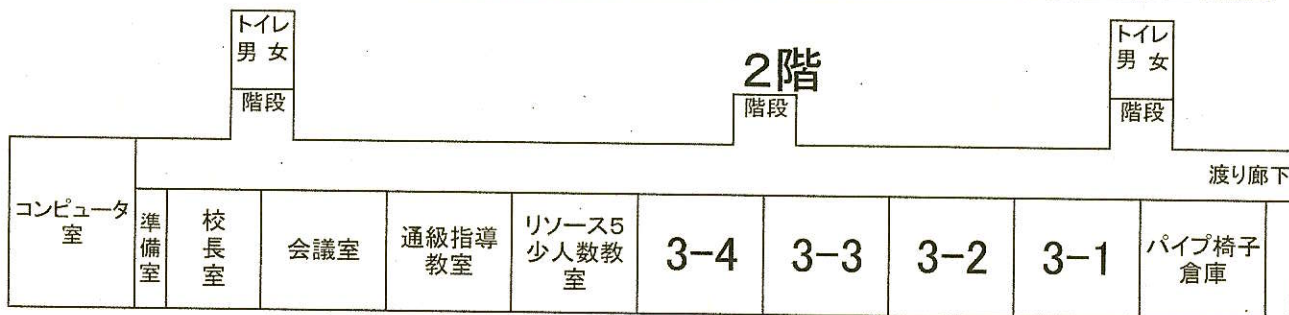 トイレ
男 女
階段
2階
階段
トイレ
男 女
階段
渡り廊下
コンピュータ
室
準
備
室
校
長
室
会議室
通級指導
教室
リソース5
少人数教
室
3-4
3-3
3-2
3-1
パイプ椅子
倉庫